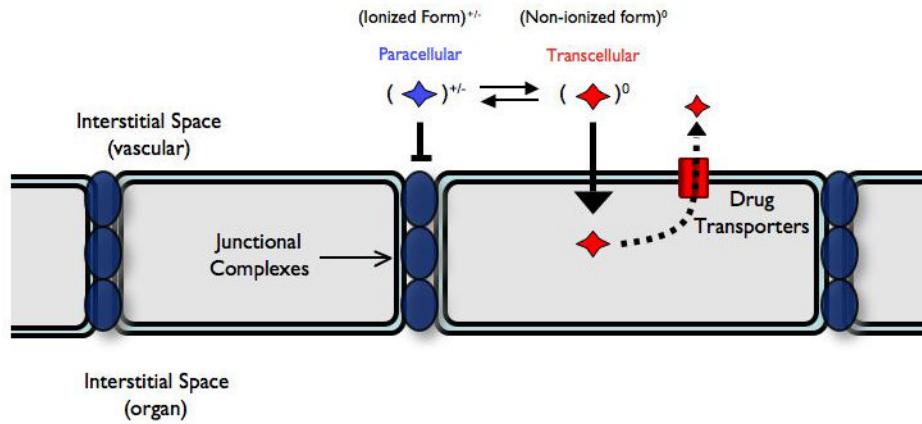 (Ionized Form)⁺/⁻
(Non-ionized form)⁰
Paracellular
Transcellular
( )⁺/⁻
( )⁰
Interstitial Space
(vascular)
Drug
Transporters
Junctional
Complexes
Interstitial Space
(organ)